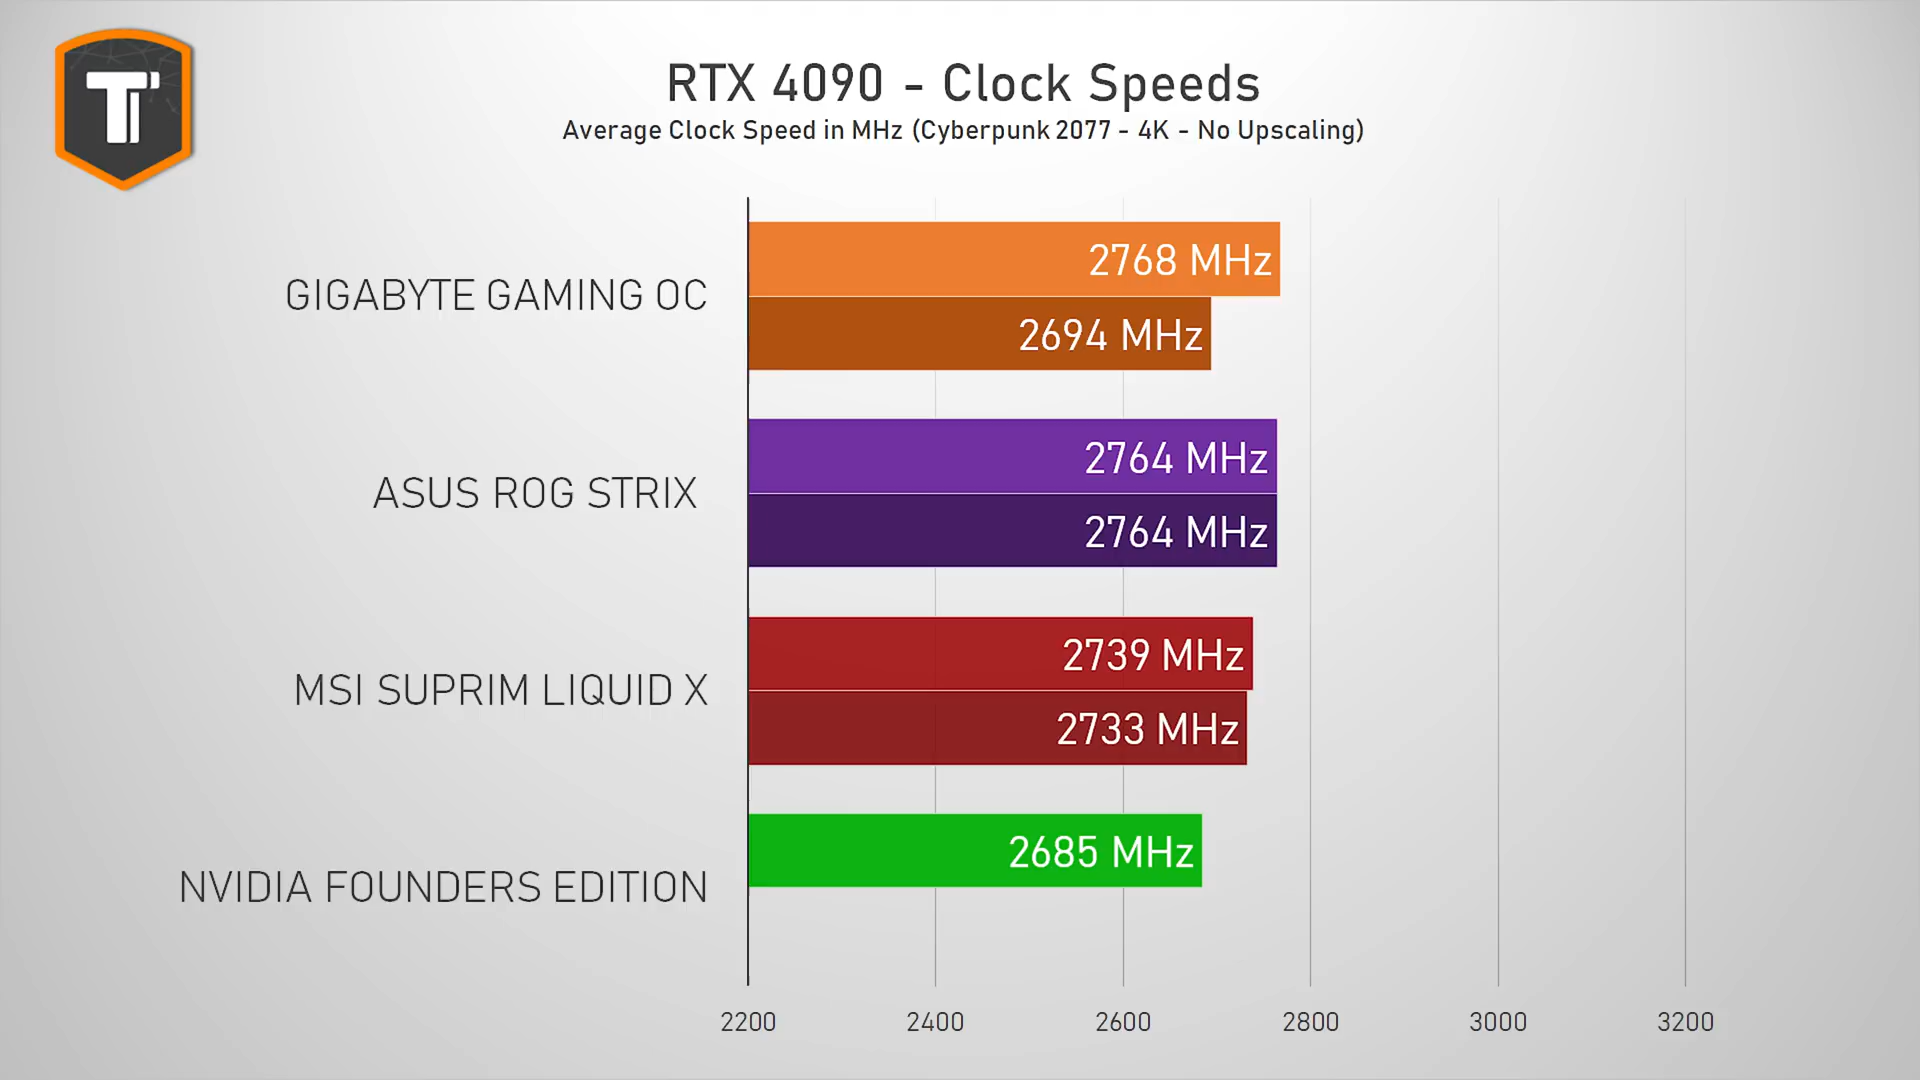 RTX 4090 - Clock Speeds
Average Clock Speed in MHz (Cyberpunk 2077 - 4K - No Upscaling)
GIGABYTE GAMING OC
2768 MHz
2694 MHz
ASUS ROG STRIX
2764 MHz
2764 MHz
MSI SUPRIM LIQUID X
2739 MHz
2733 MHz
NVIDIA FOUNDERS EDITION
2685 MHz
2200 2400 2600 2800 3000 3200